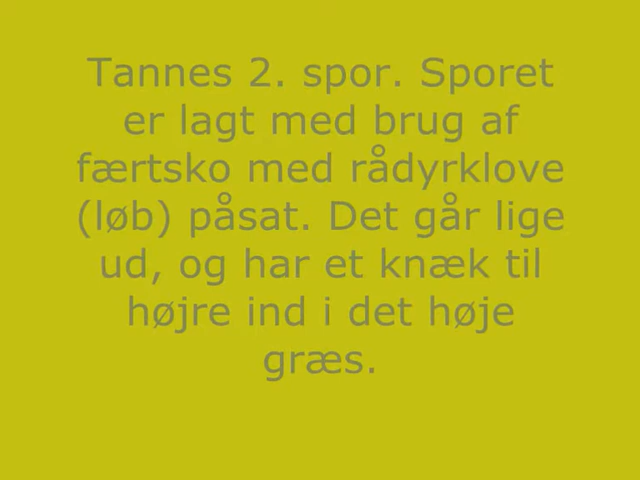 Tannes 2. spor. Sporet
er lagt med brug af
færtsko med rådyrklove
(løb) påsat. Det går lige
ud, og har et knæk til
højre ind i det høje
græs.